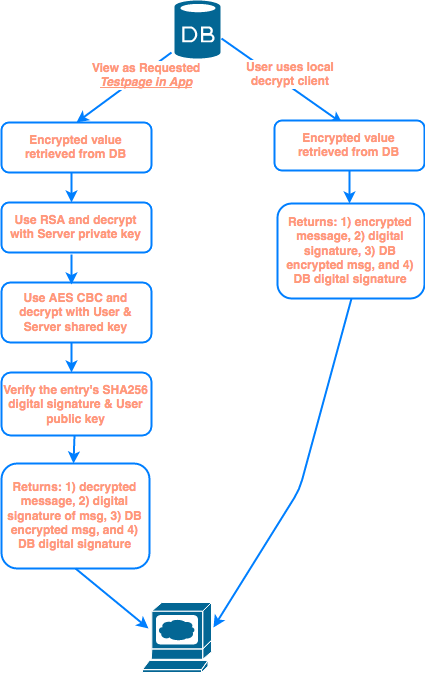 DB
View as Requested
Testpage in App
User uses local
decrypt client
Encrypted value
retrieved from DB
Encrypted value
retrieved from DB
Use RSA and decrypt
with Server private key
Returns: 1) encrypted
message, 2) digital
signature, 3) DB
encrypted msg, and 4)
DB digital signature
Use AES CBC and
decrypt with User &
Server shared key
Verify the entry's SHA256
digital signature & User
public key
Returns: 1) decrypted
message, 2) digital
signature of msg, 3) DB
encrypted msg, and 4)
DB digital signature